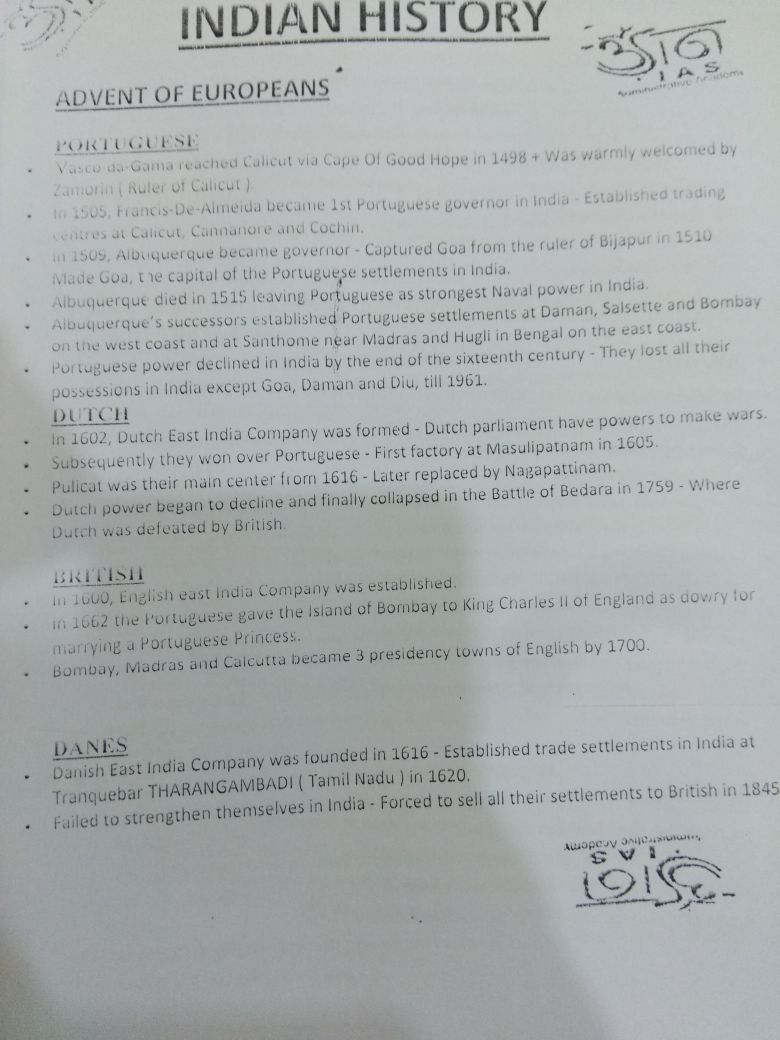 INDIAN HISTORY
I A S
Administrative Academy
ADVENT OF EUROPEANS
PORTUGUESE
• Vasco-da-Gama reached Calicut via Cape Of Good Hope in 1498 + Was warmly welcomed by
Zamorin ( Ruler of Calicut ).
• In 1505, Francis-De-Almeida became 1st Portuguese governor in India - Established trading
centres at Calicut, Cannanore and Cochin.
• In 1509, Albuquerque became governor - Captured Goa from the ruler of Bijapur in 1510
Made Goa, the capital of the Portuguese settlements in India.
• Albuquerque died in 1515 leaving Portuguese as strongest Naval power in India.
• Albuquerque's successors established Portuguese settlements at Daman, Salsette and Bombay
on the west coast and at Santhome near Madras and Hugli in Bengal on the east coast.
• Portuguese power declined in India by the end of the sixteenth century - They lost all their
possessions in India except Goa, Daman and Diu, till 1961.
DUTCH
• In 1602, Dutch East India Company was formed - Dutch parliament have powers to make wars.
• Subsequently they won over Portuguese - First factory at Masulipatnam in 1605.
• Pulicat was their main center from 1616 - Later replaced by Nagapattinam.
• Dutch power began to decline and finally collapsed in the Battle of Bedara in 1759 - Where
Dutch was defeated by British.
BRITISH
• In 1600, English east India Company was established.
• In 1662 the Portuguese gave the Island of Bombay to King Charles II of England as dowry for
marrying a Portuguese Princess.
• Bombay, Madras and Calcutta became 3 presidency towns of English by 1700.
DANES
• Danish East India Company was founded in 1616 - Established trade settlements in India at
Tranquebar THARANGAMBADI ( Tamil Nadu ) in 1620.
• Failed to strengthen themselves in India - Forced to sell all their settlements to British in 1845
Administrative Academy
I A S